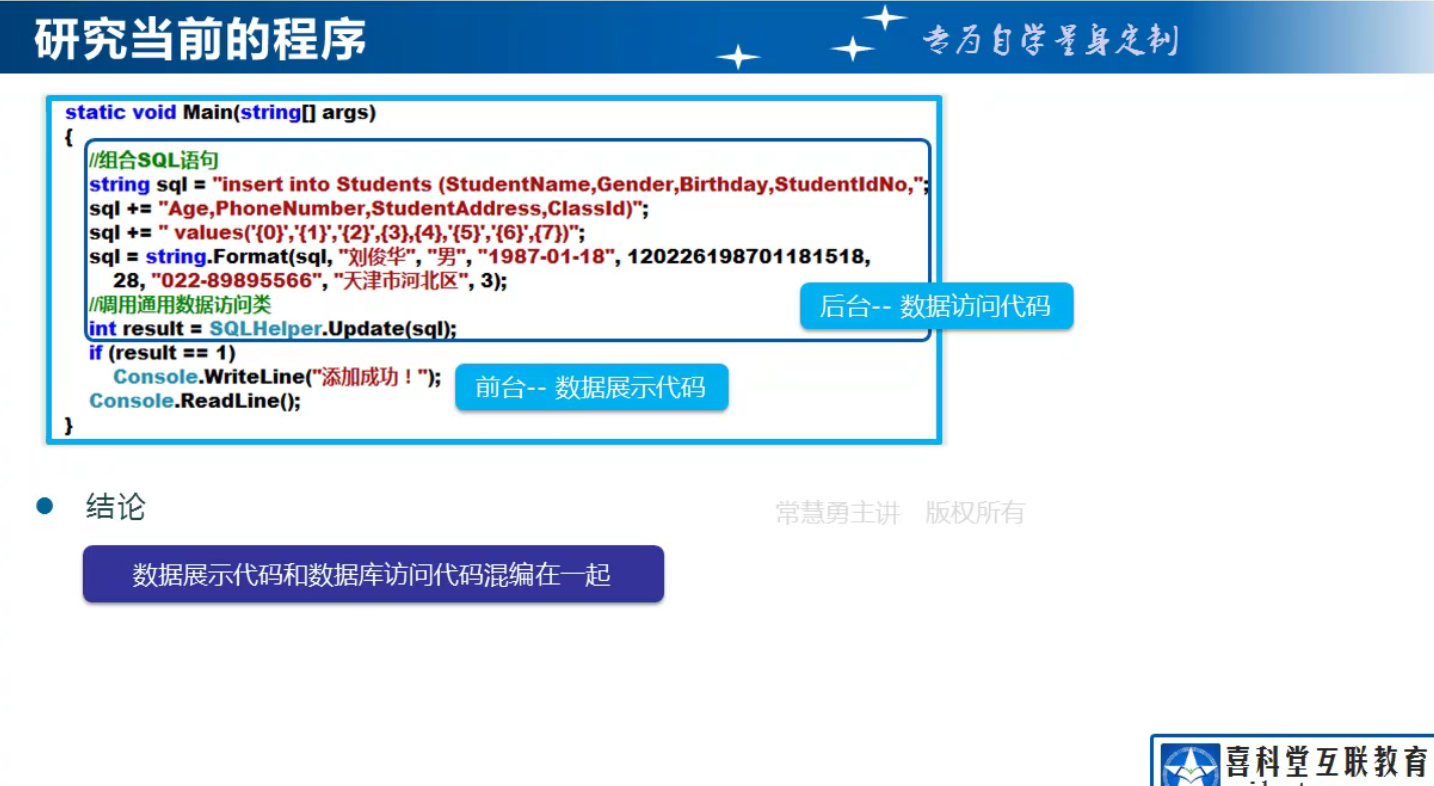 研究当前的程序
专为自学量身定制
static void Main(string[] args)
{
//组合SQL语句
string sql = "insert into Students (StudentName,Gender,Birthday,StudentIdNo,";
sql += "Age,PhoneNumber,StudentAddress,ClassId)";
sql += " values('{0}','{1}','{2}',{3},{4},'{5}','{6}',{7})";
sql = string.Format(sql, "刘俊华", "男", "1987-01-18", 120226198701181518,
28, "022-89895566", "天津市河北区", 3);
//调用通用数据访问类
int result = SQLHelper.Update(sql);
后台-- 数据访问代码
if (result == 1)
Console.WriteLine("添加成功！");
前台-- 数据展示代码
Console.ReadLine();
}
结论
常慧勇主讲 版权所有
数据展示代码和数据库访问代码混编在一起
喜科堂互联教育